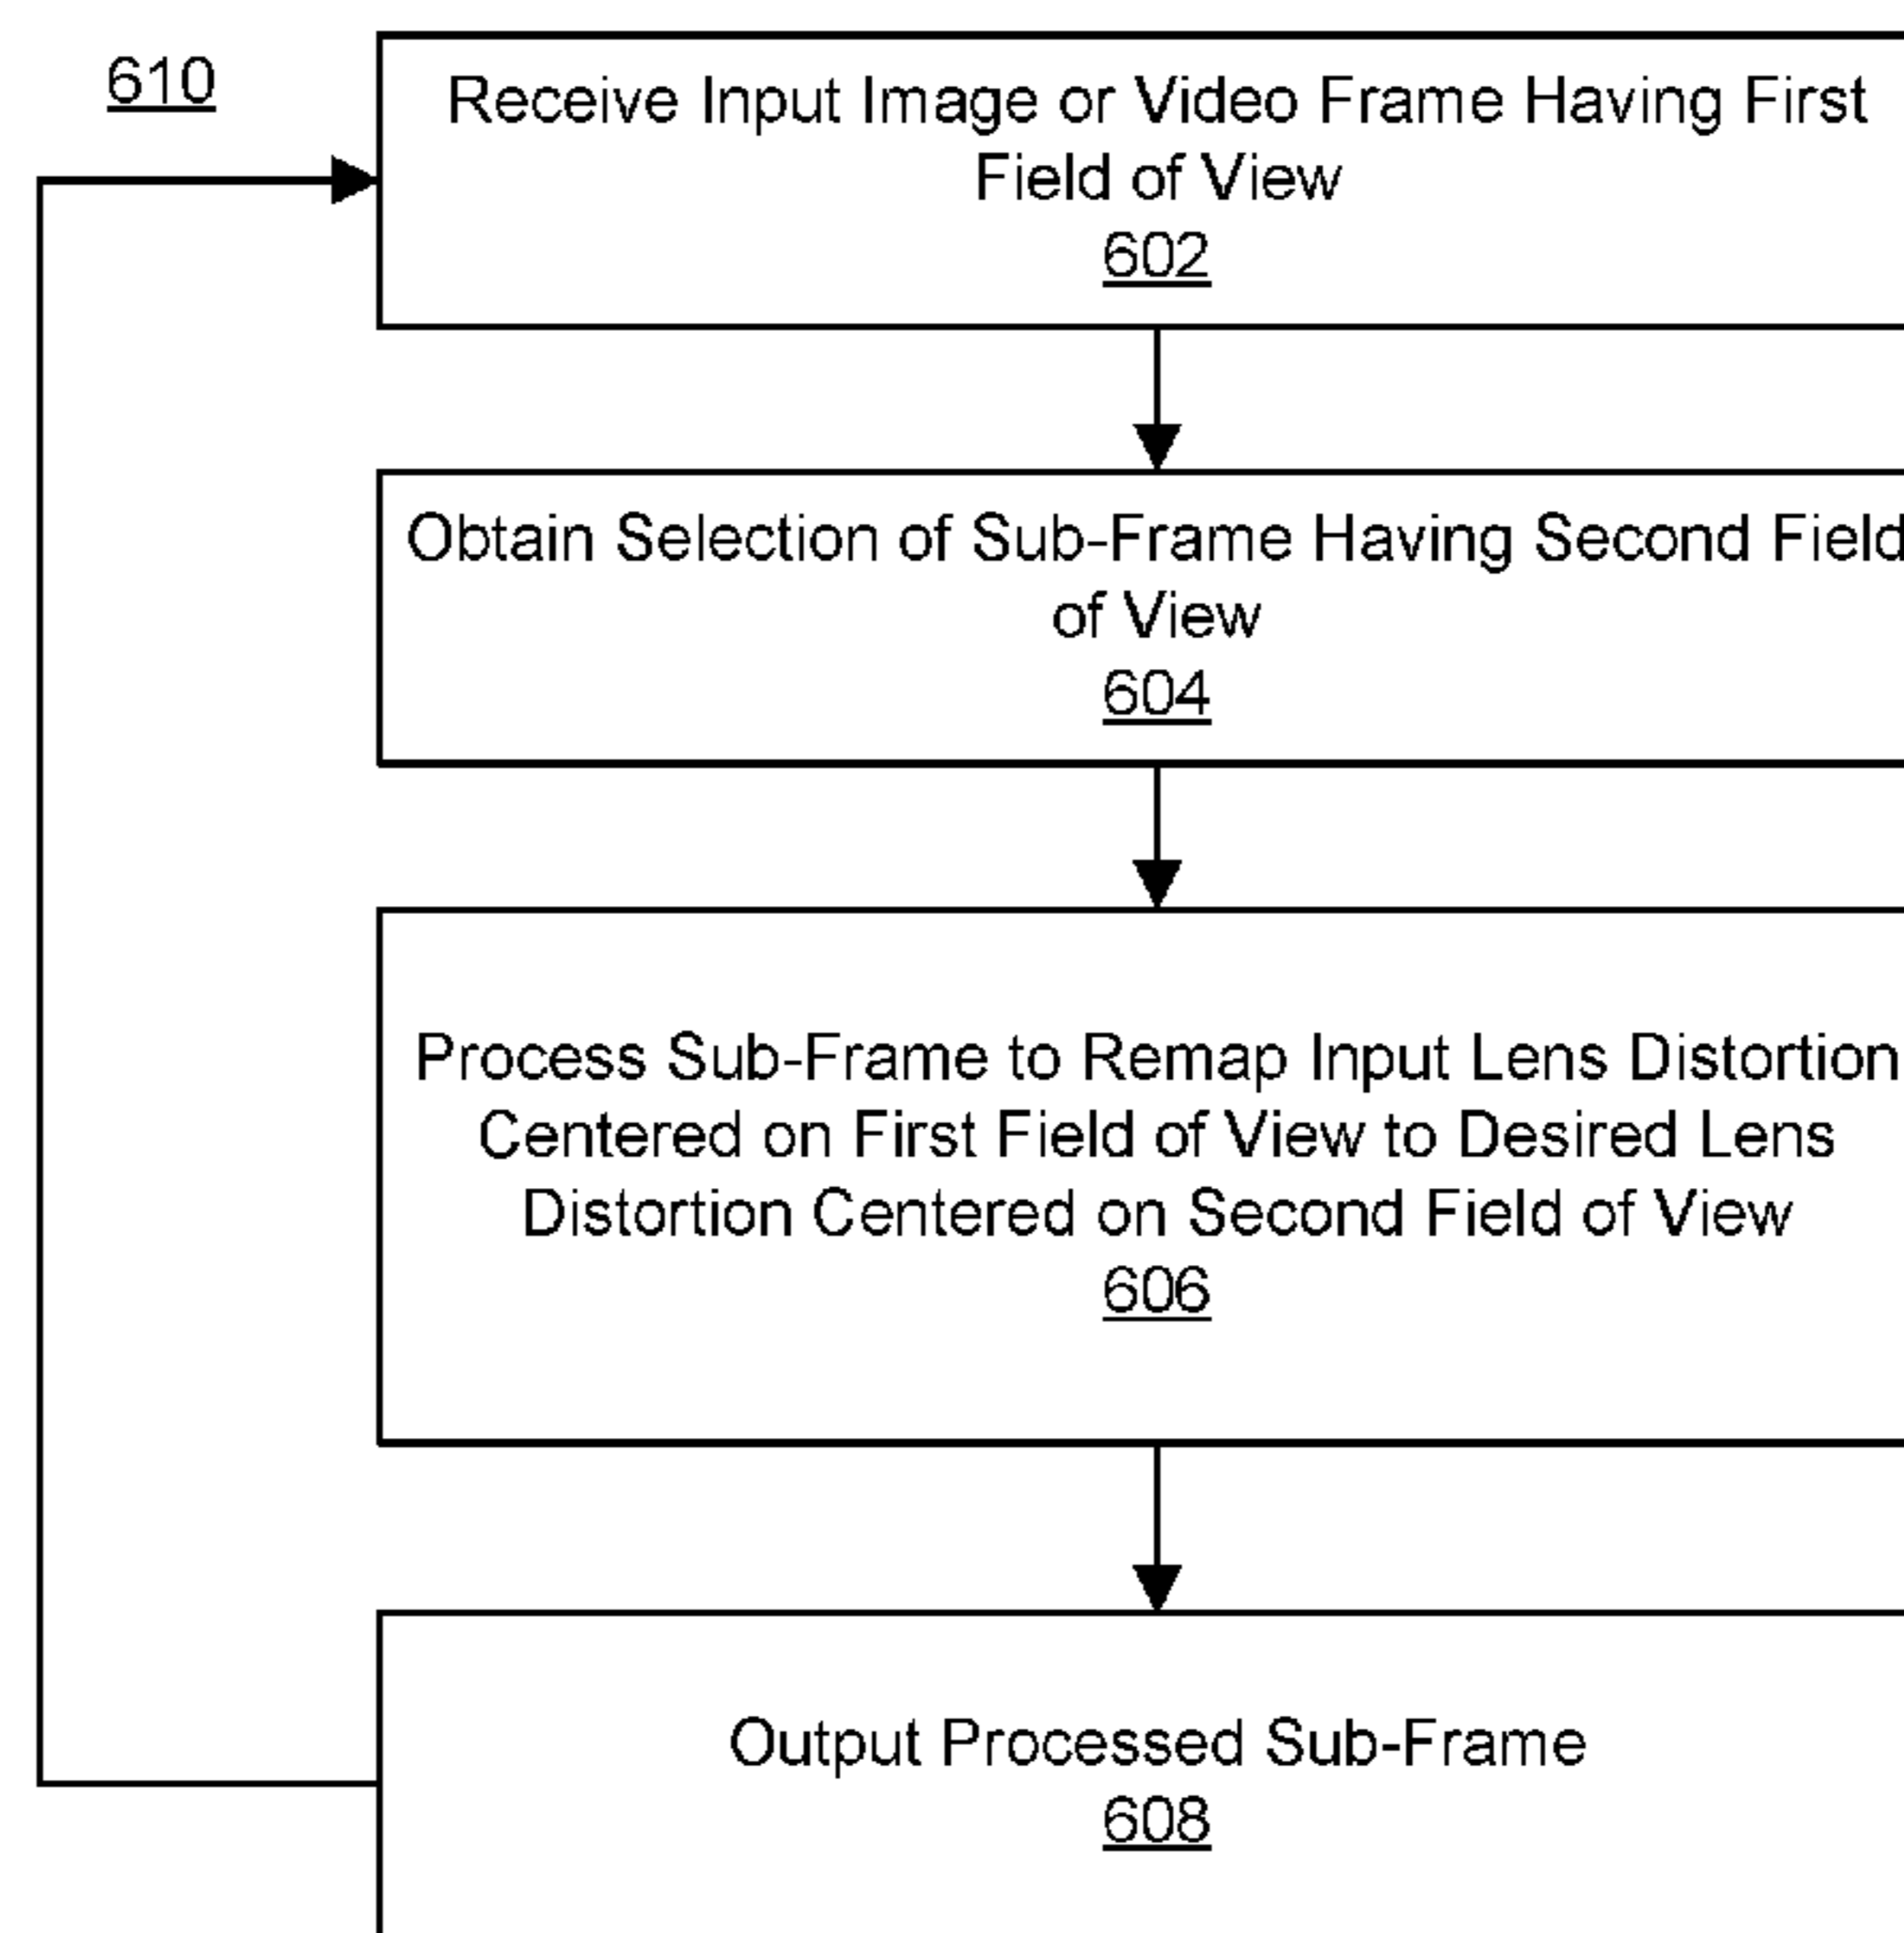 610
Receive Input Image or Video Frame Having First
Field of View
602
Obtain Selection of Sub-Frame Having Second Field
of View
604
Process Sub-Frame to Remap Input Lens Distortion
Centered on First Field of View to Desired Lens
Distortion Centered on Second Field of View
606
Output Processed Sub-Frame
608